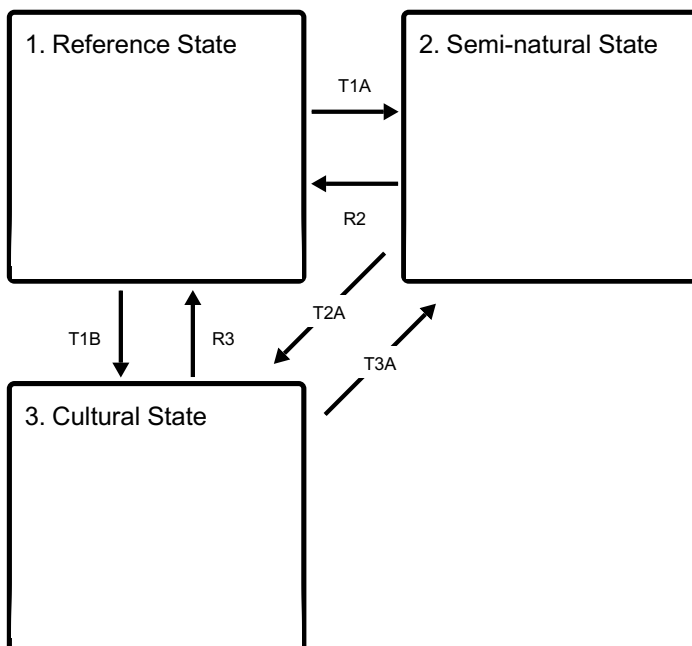 1. Reference State
2. Semi-natural State
T1A
R2
T2A
T1B
R3
T3A
3. Cultural State